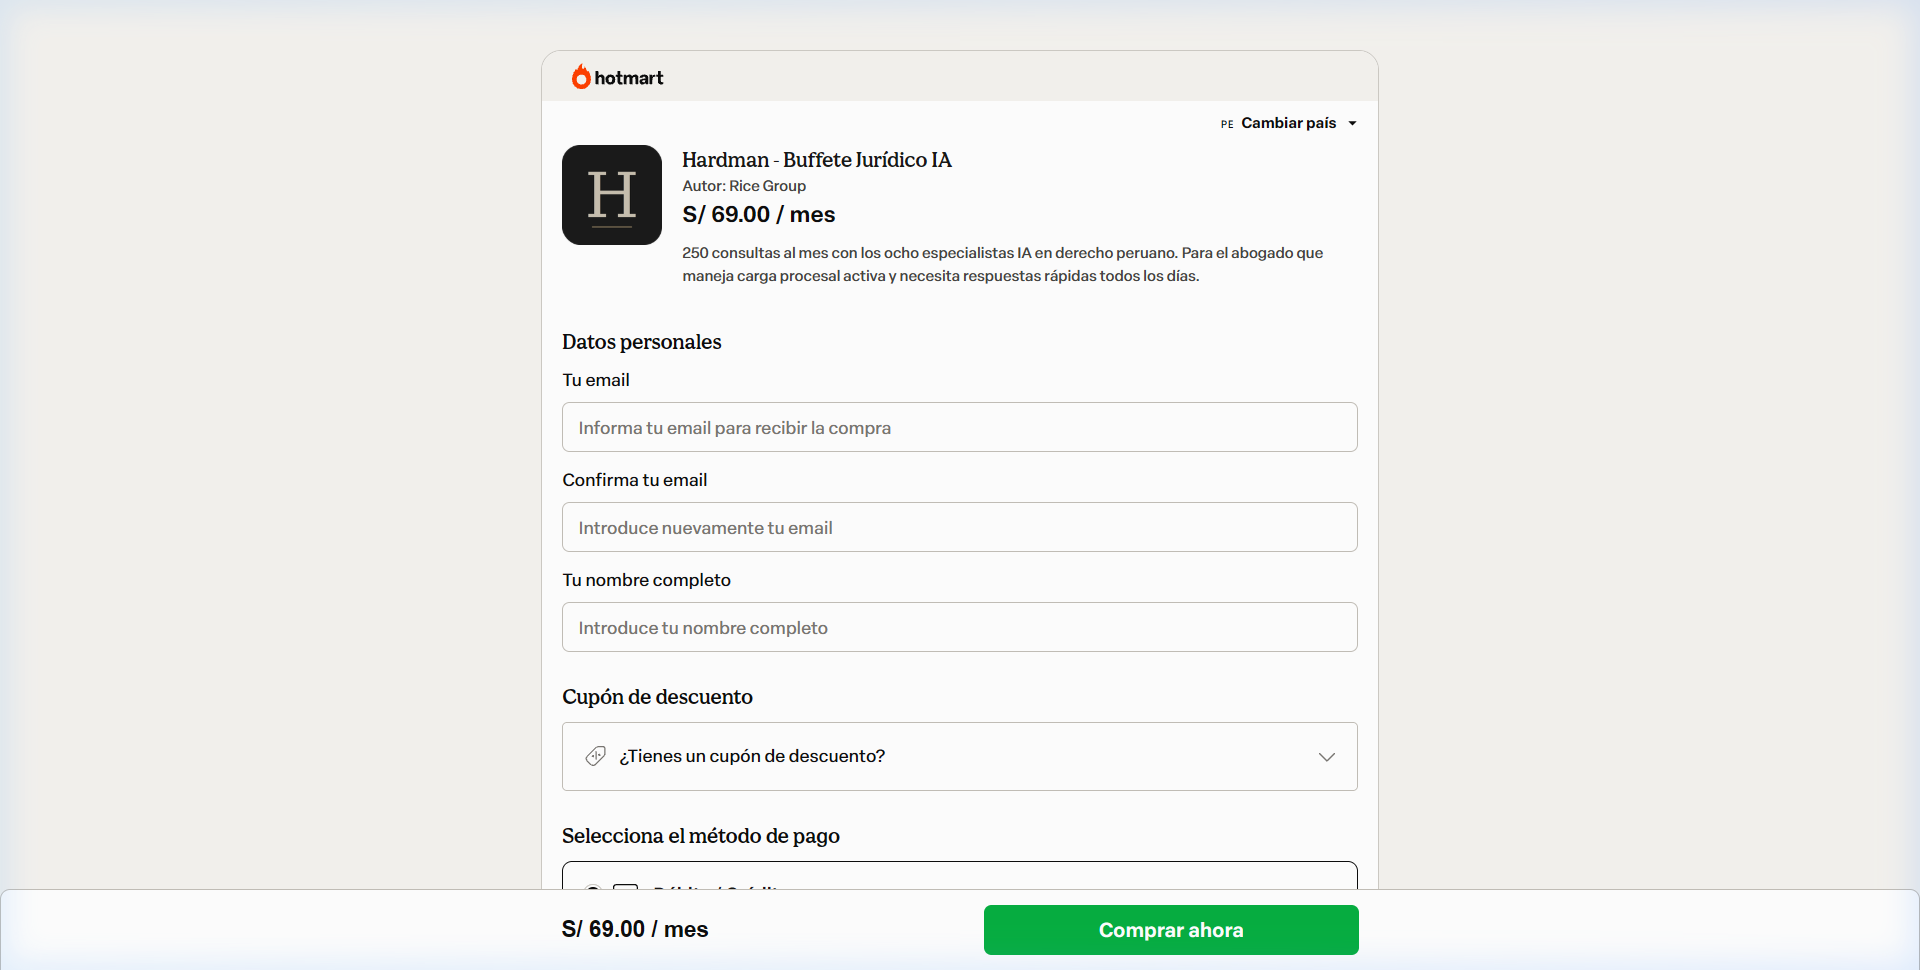 hotmart
PE Cambiar país
H
Hardman - Buffete Jurídico IA
Autor: Rice Group
S/ 69.00 / mes
250 consultas al mes con los ocho especialistas IA en derecho peruano. Para el abogado que
maneja carga procesal activa y necesita respuestas rápidas todos los días.
Datos personales
Tu email
Informa tu email para recibir la compra
Confirma tu email
Introduce nuevamente tu email
Tu nombre completo
Introduce tu nombre completo
Cupón de descuento
¿Tienes un cupón de descuento?
Selecciona el método de pago
S/ 69.00 / mes
Comprar ahora